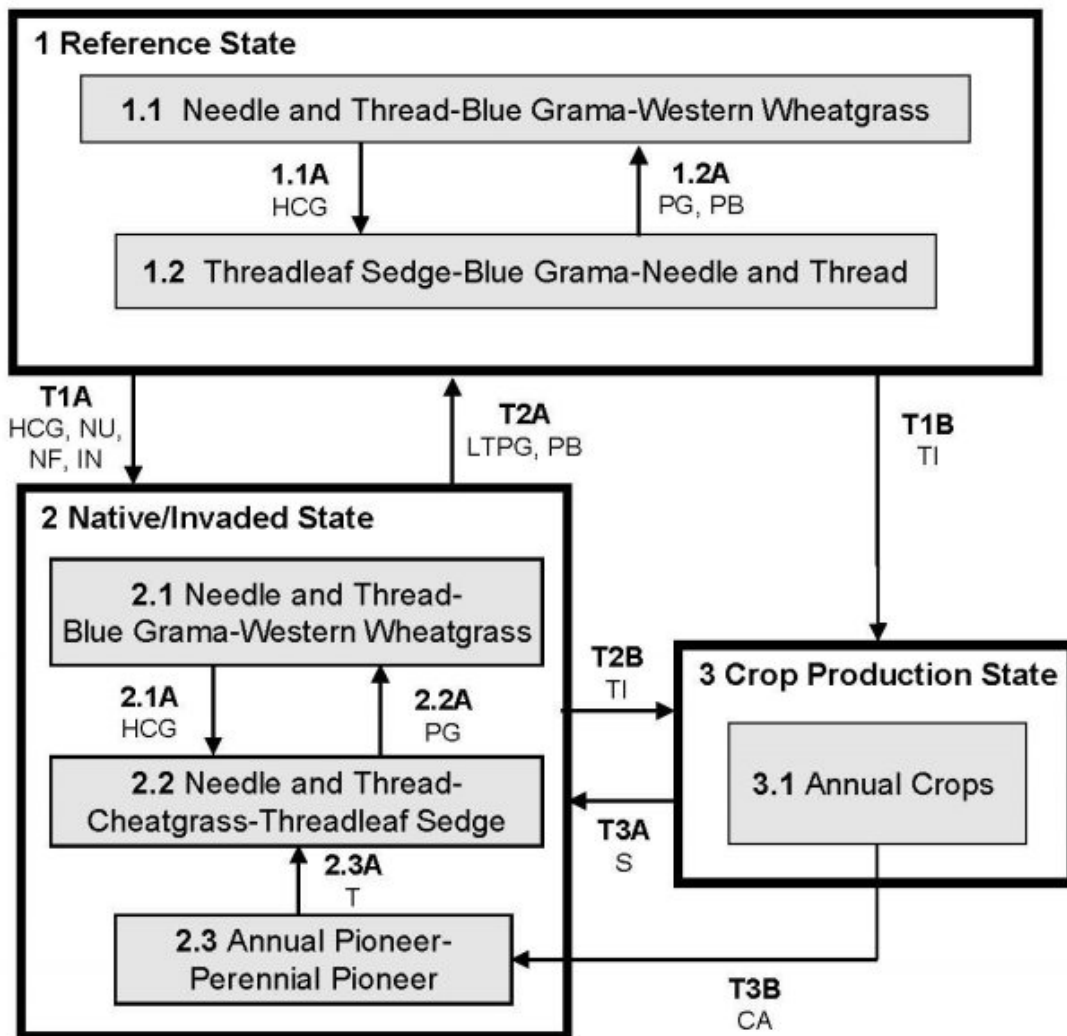 1 Reference State
1.1 Needle and Thread-Blue Grama-Western Wheatgrass
1.1A
HCG
1.2A
PG, PB
1.2 Threadleaf Sedge-Blue Grama-Needle and Thread
T1A
HCG, NU,
NF, IN
T2A
LTPG, PB
T1B
TI
2 Native/Invaded State
2.1 Needle and Thread-
Blue Grama-Western Wheatgrass
2.1A
HCG
2.2A
PG
2.2 Needle and Thread-
Cheatgrass-Threadleaf Sedge
2.3A
T
2.3 Annual Pioneer-
Perennial Pioneer
T2B
TI
3 Crop Production State
3.1 Annual Crops
T3A
S
T3B
CA